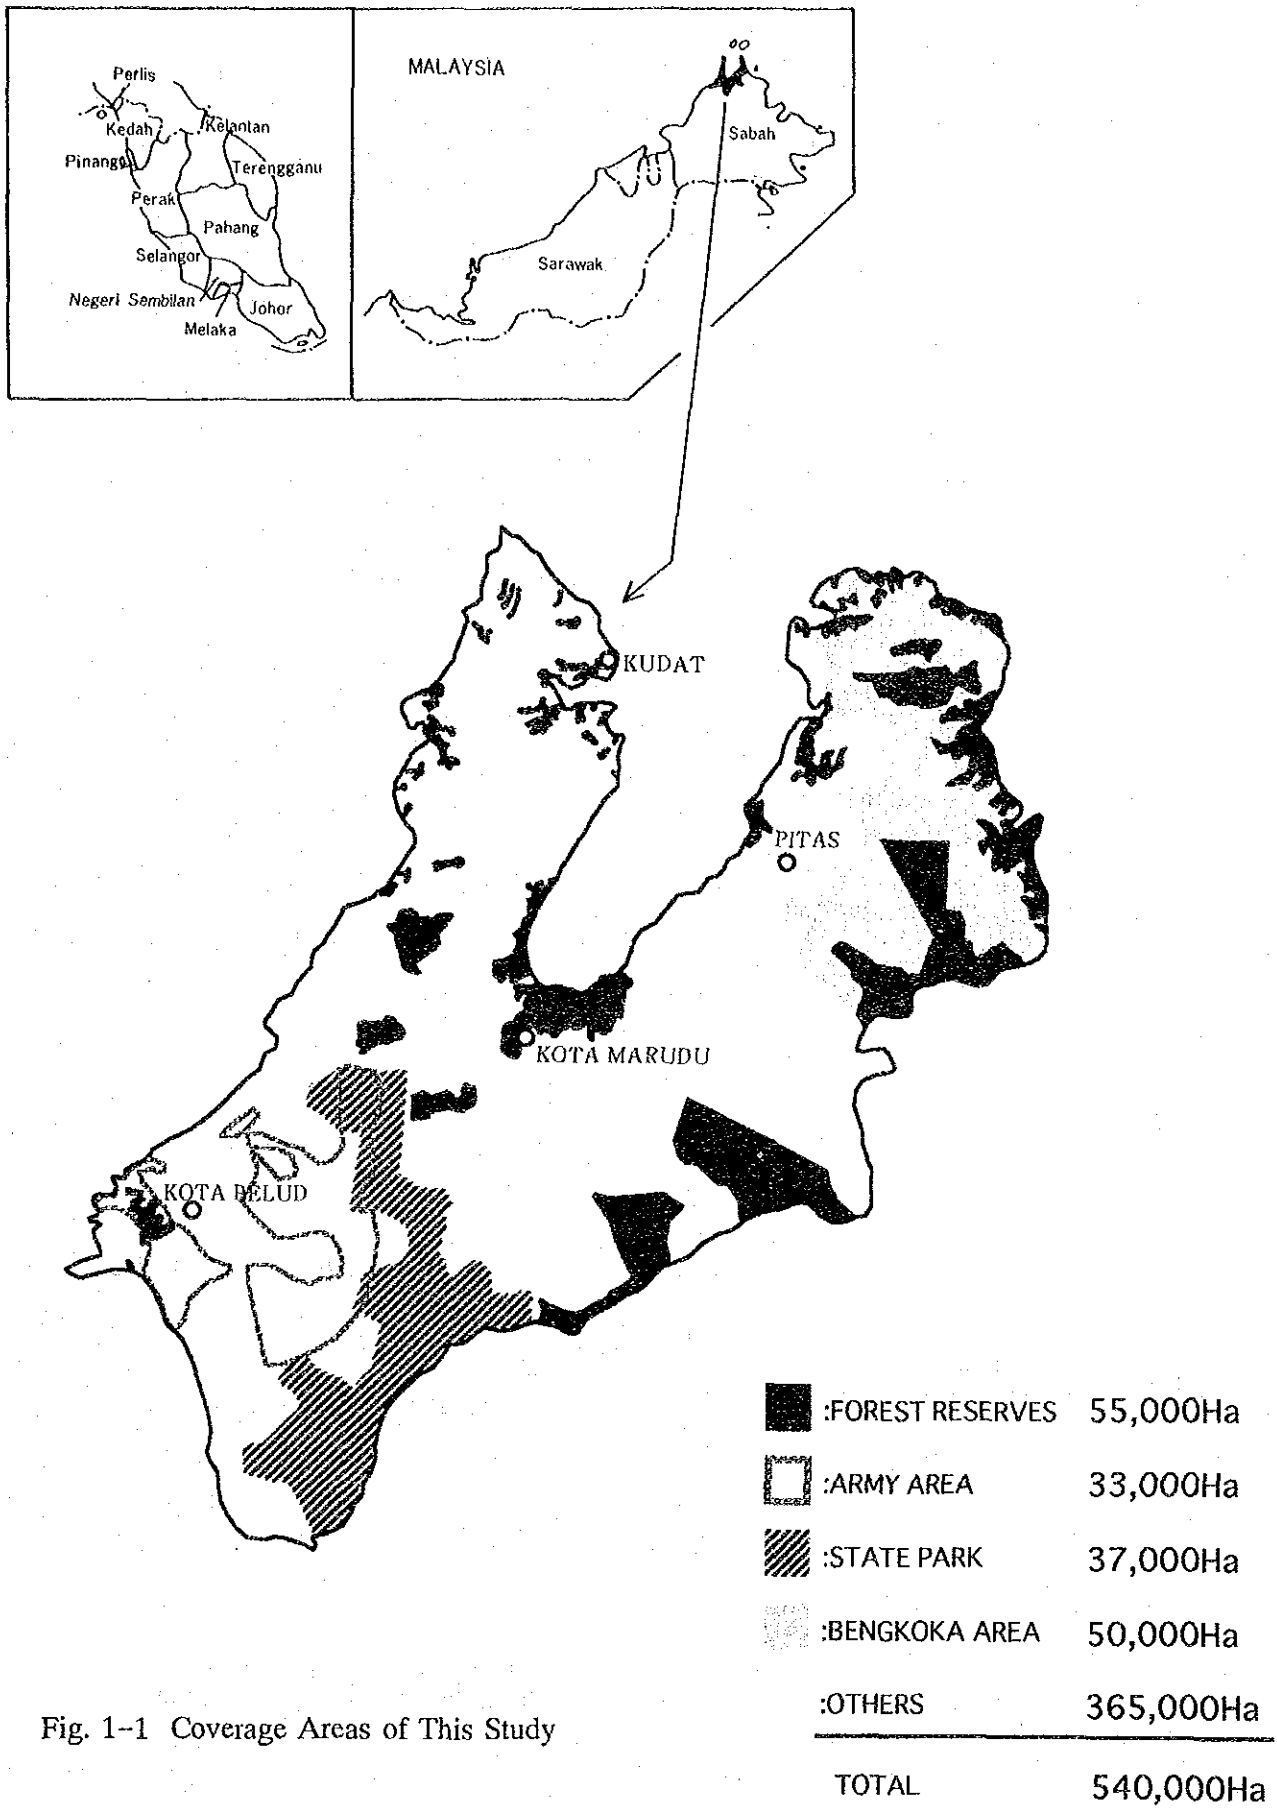 Perlis
Kedah
Kelantan
Pinang
Terengganu
Perak
Pahang
Selangor
Negeri Sembilan
Johor
Melaka
MALAYSIA
Sabah
Sarawak
KUDAT
PITAS
KOTA MARUDU
KOTA BELUD
:FOREST RESERVES 55,000Ha
:ARMY AREA 33,000Ha
:STATE PARK 37,000Ha
:BENGKOKA AREA 50,000Ha
:OTHERS 365,000Ha
TOTAL 540,000Ha
Fig. 1-1 Coverage Areas of This Study